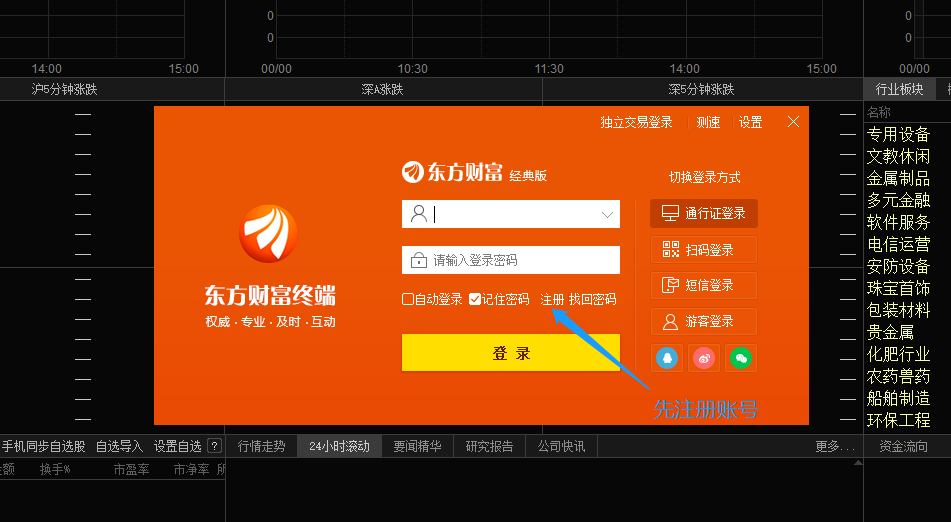 0 0 0
0 0 0
14:00 15:00 00/00 10:30 11:30 14:00 15:00 00/00
沪5分钟涨跌 深A涨跌 深5分钟涨跌 行业板块
名称
独立交易登录 测速 设置
专用设备
文教休闲
东方财富 经典版 切换登录方式
金属制品
多元金融
通行证登录
软件服务
扫码登录
电信运营
请输入登录密码
安防设备
短信登录
珠宝首饰
东方财富终端
自动登录 记住密码 注册 找回密码
包装材料
权威·专业·及时·互动
游客登录
贵金属
登 录
化肥行业
农药兽药
船舶制造
先注册账号
环保工程
手机同步自选股 自选导入 设置自选 ? 行情走势 24小时滚动 要闻精华 研究报告 公司快讯 更多... 资金流向
金额 换手% 市盈率 市净率 所